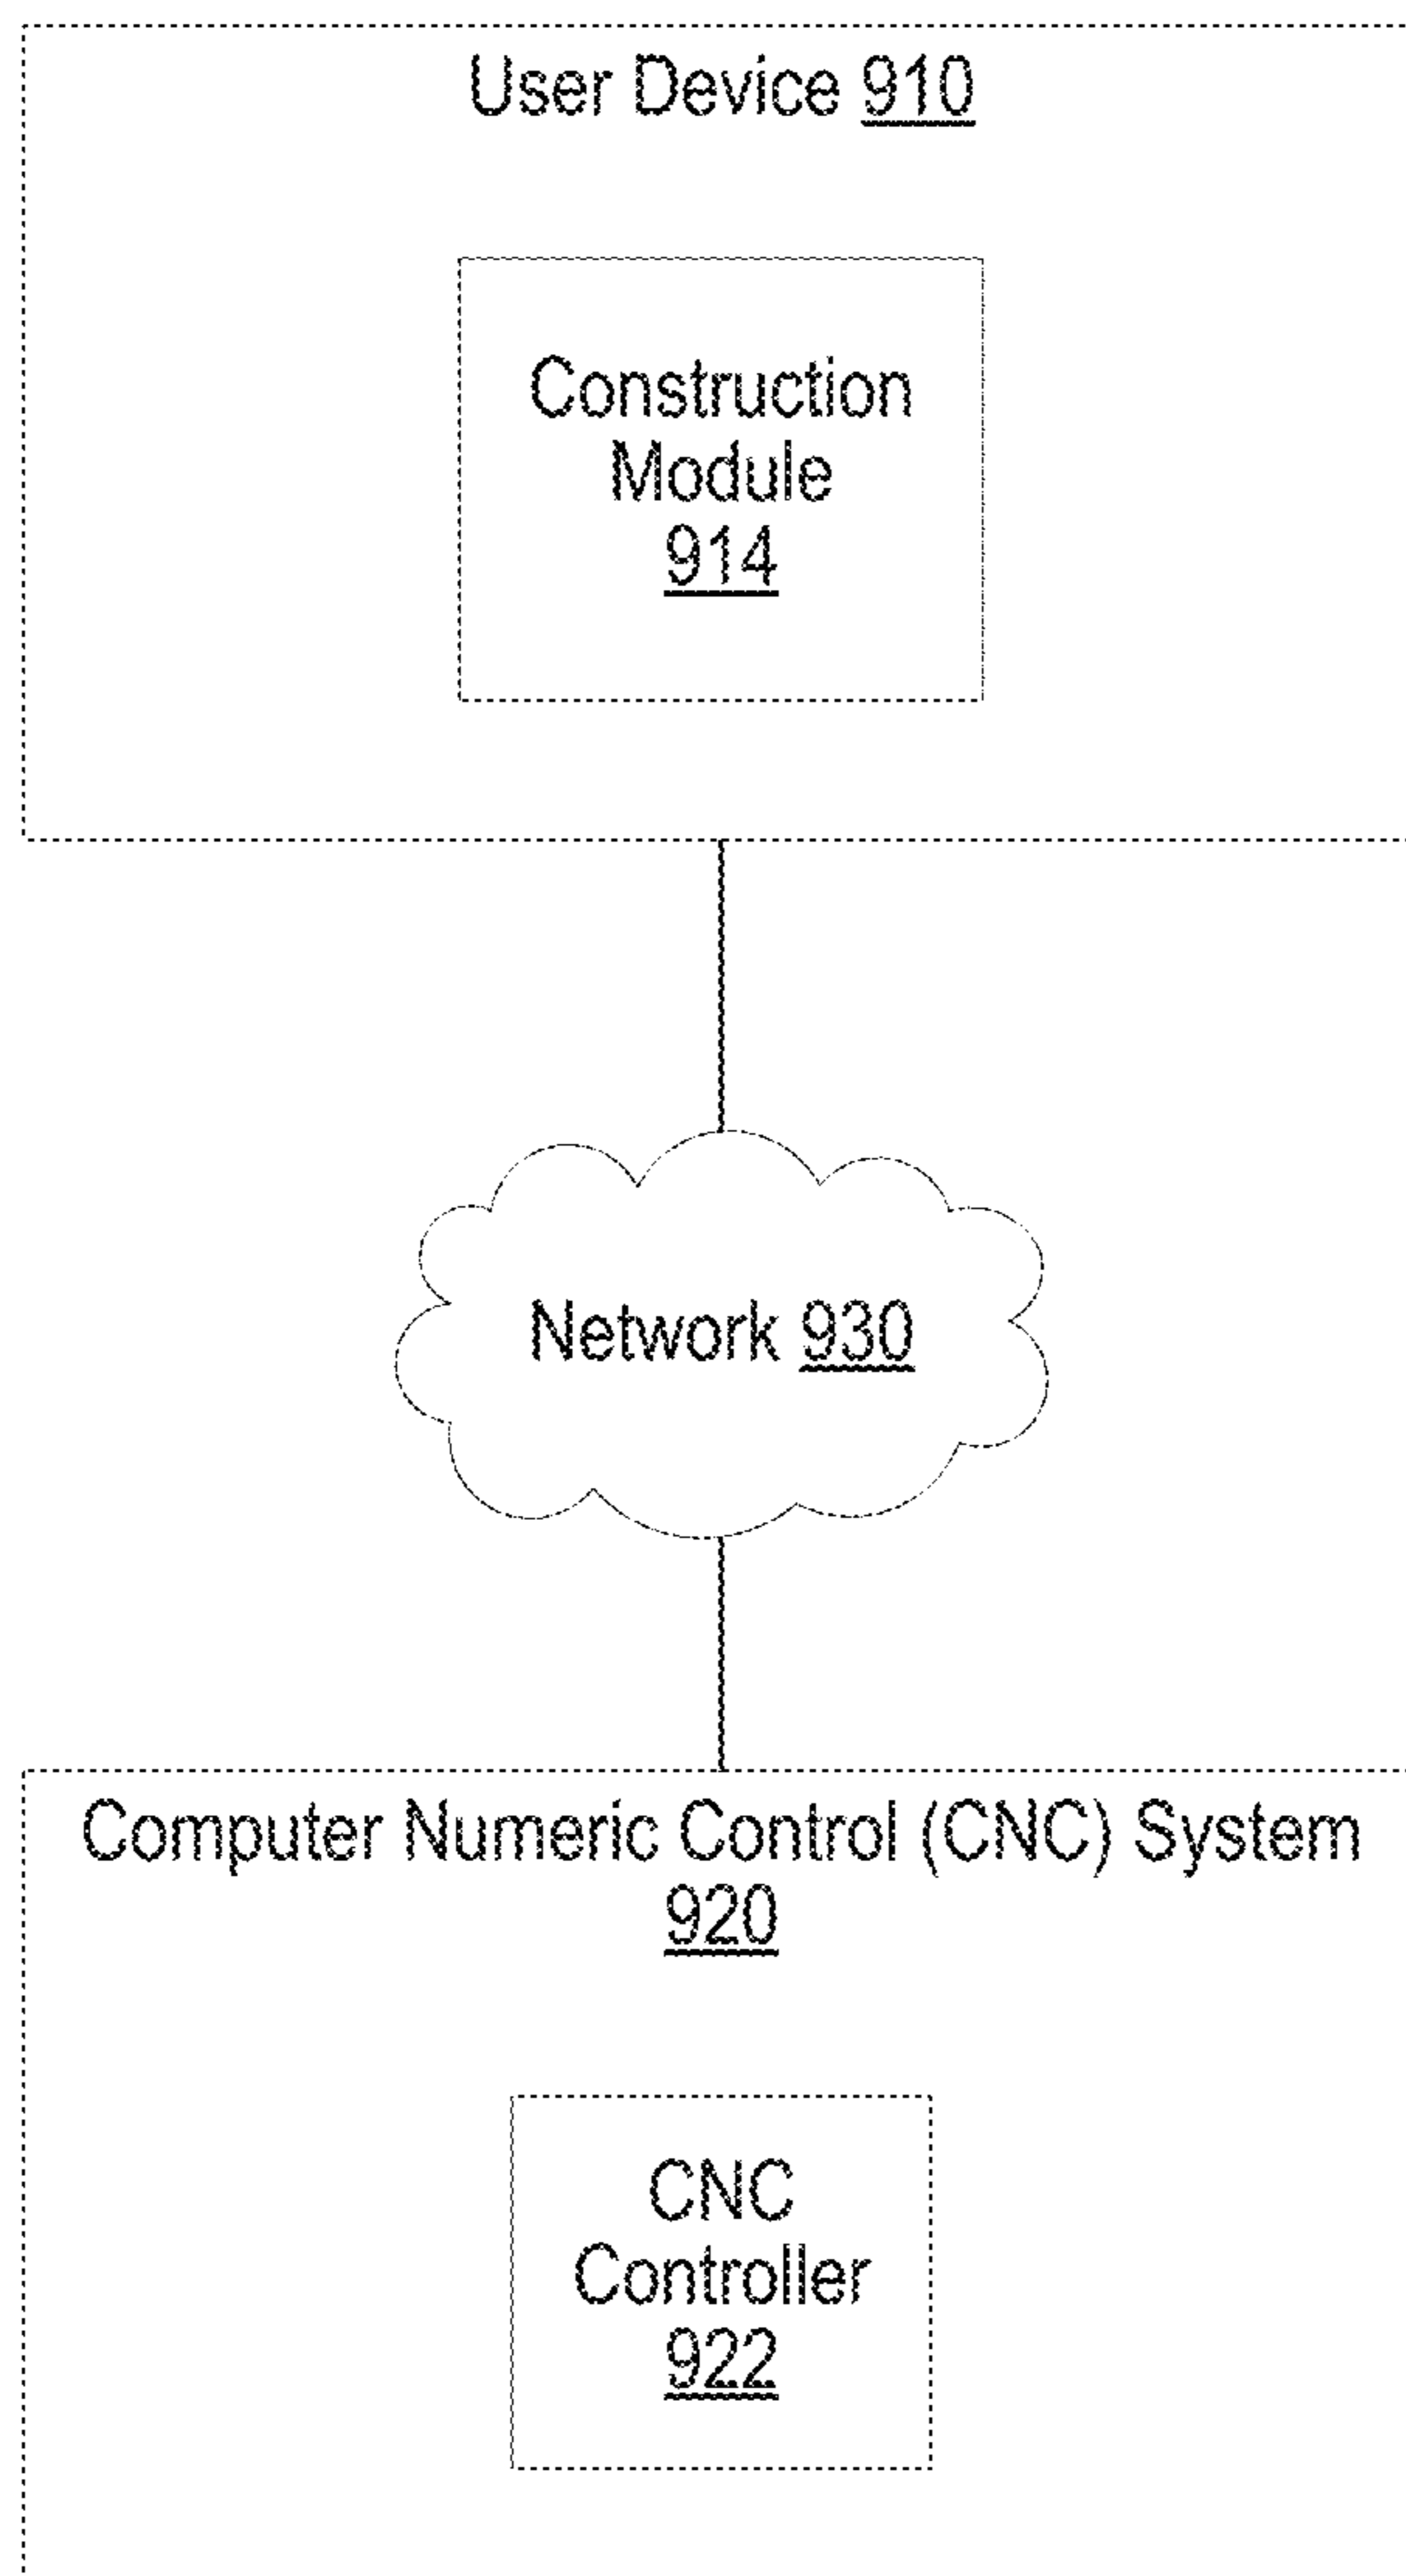 User Device 910
Construction
Module
914
Network 930
Computer Numeric Control (CNC) System
920
CNC
Controller
922